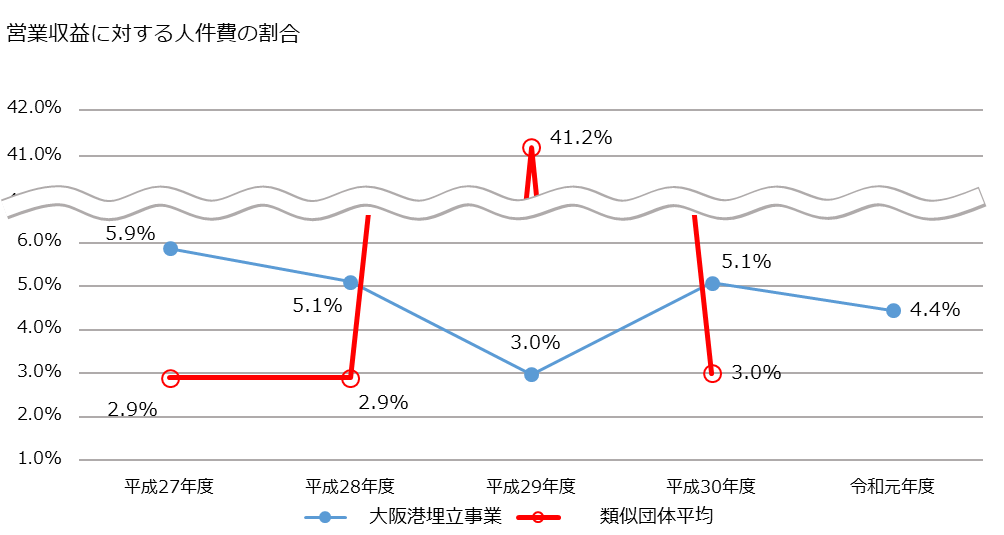 営業収益に対する人件費の割合
42.0%
41.0%
6.0%
5.0%
4.0%
3.0%
2.0%
1.0%
41.2%
5.9%
5.1%
3.0%
5.1%
4.4%
2.9%
2.9%
3.0%
平成27年度
平成28年度
平成29年度
平成30年度
令和元年度
大阪港埋立事業
類似団体平均